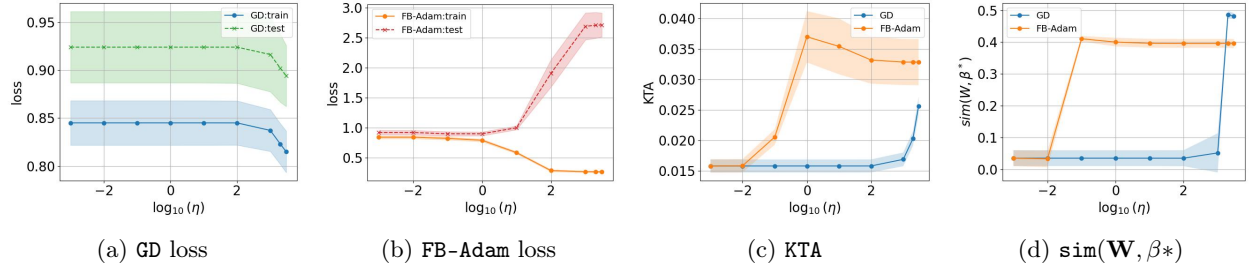 0.95
0.90
0.85
0.80
loss
−2
0
2
log10 (η)
GD:train
GD:test
(a) GD loss
3.0
2.5
2.0
1.5
1.0
0.5
loss
−2
0
2
log10 (η)
FB-Adam:train
FB-Adam:test
(b) FB-Adam loss
0.040
0.035
0.030
0.025
0.020
0.015
KTA
−2
0
2
log10 (η)
GD
FB-Adam
(c) KTA
0.5
0.4
0.3
0.2
0.1
0.0
sim(W, β*)
−2
0
2
log10 (η)
GD
FB-Adam
(d) sim(W, β*)